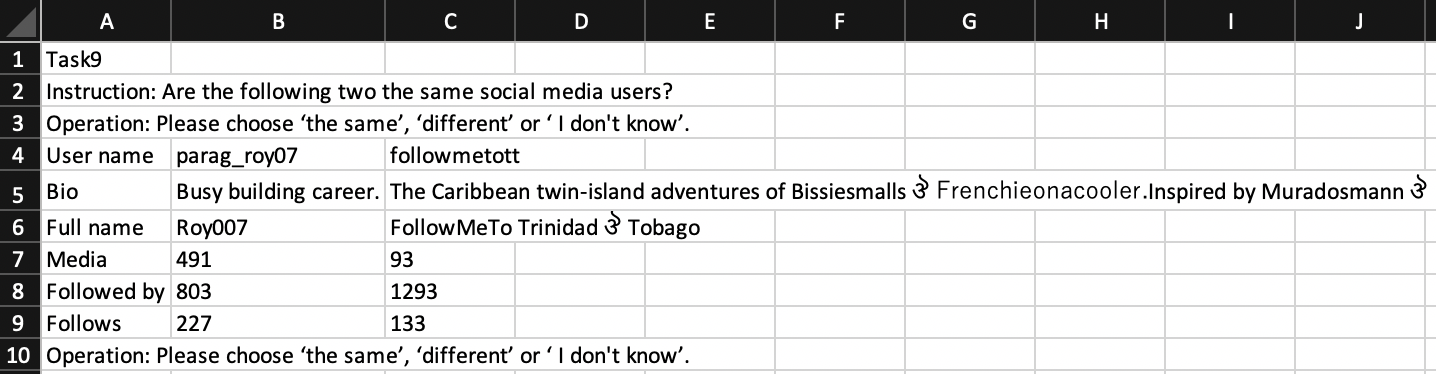 A B C D E F G H I J
1 Task9
2 Instruction: Are the following two the same social media users?
3 Operation: Please choose ‘the same’, ‘different’ or ‘ I don't know’.
4 User name parag_roy07 followmetott
5 Bio Busy building career. The Caribbean twin-island adventures of Bissiesmalls ॐ Frenchieonacooler.Inspired by Muradosmann ॐ
6 Full name Roy007 FollowMeTo Trinidad ॐ Tobago
7 Media 491 93
8 Followed by 803 1293
9 Follows 227 133
10 Operation: Please choose ‘the same’, ‘different’ or ‘ I don't know’.